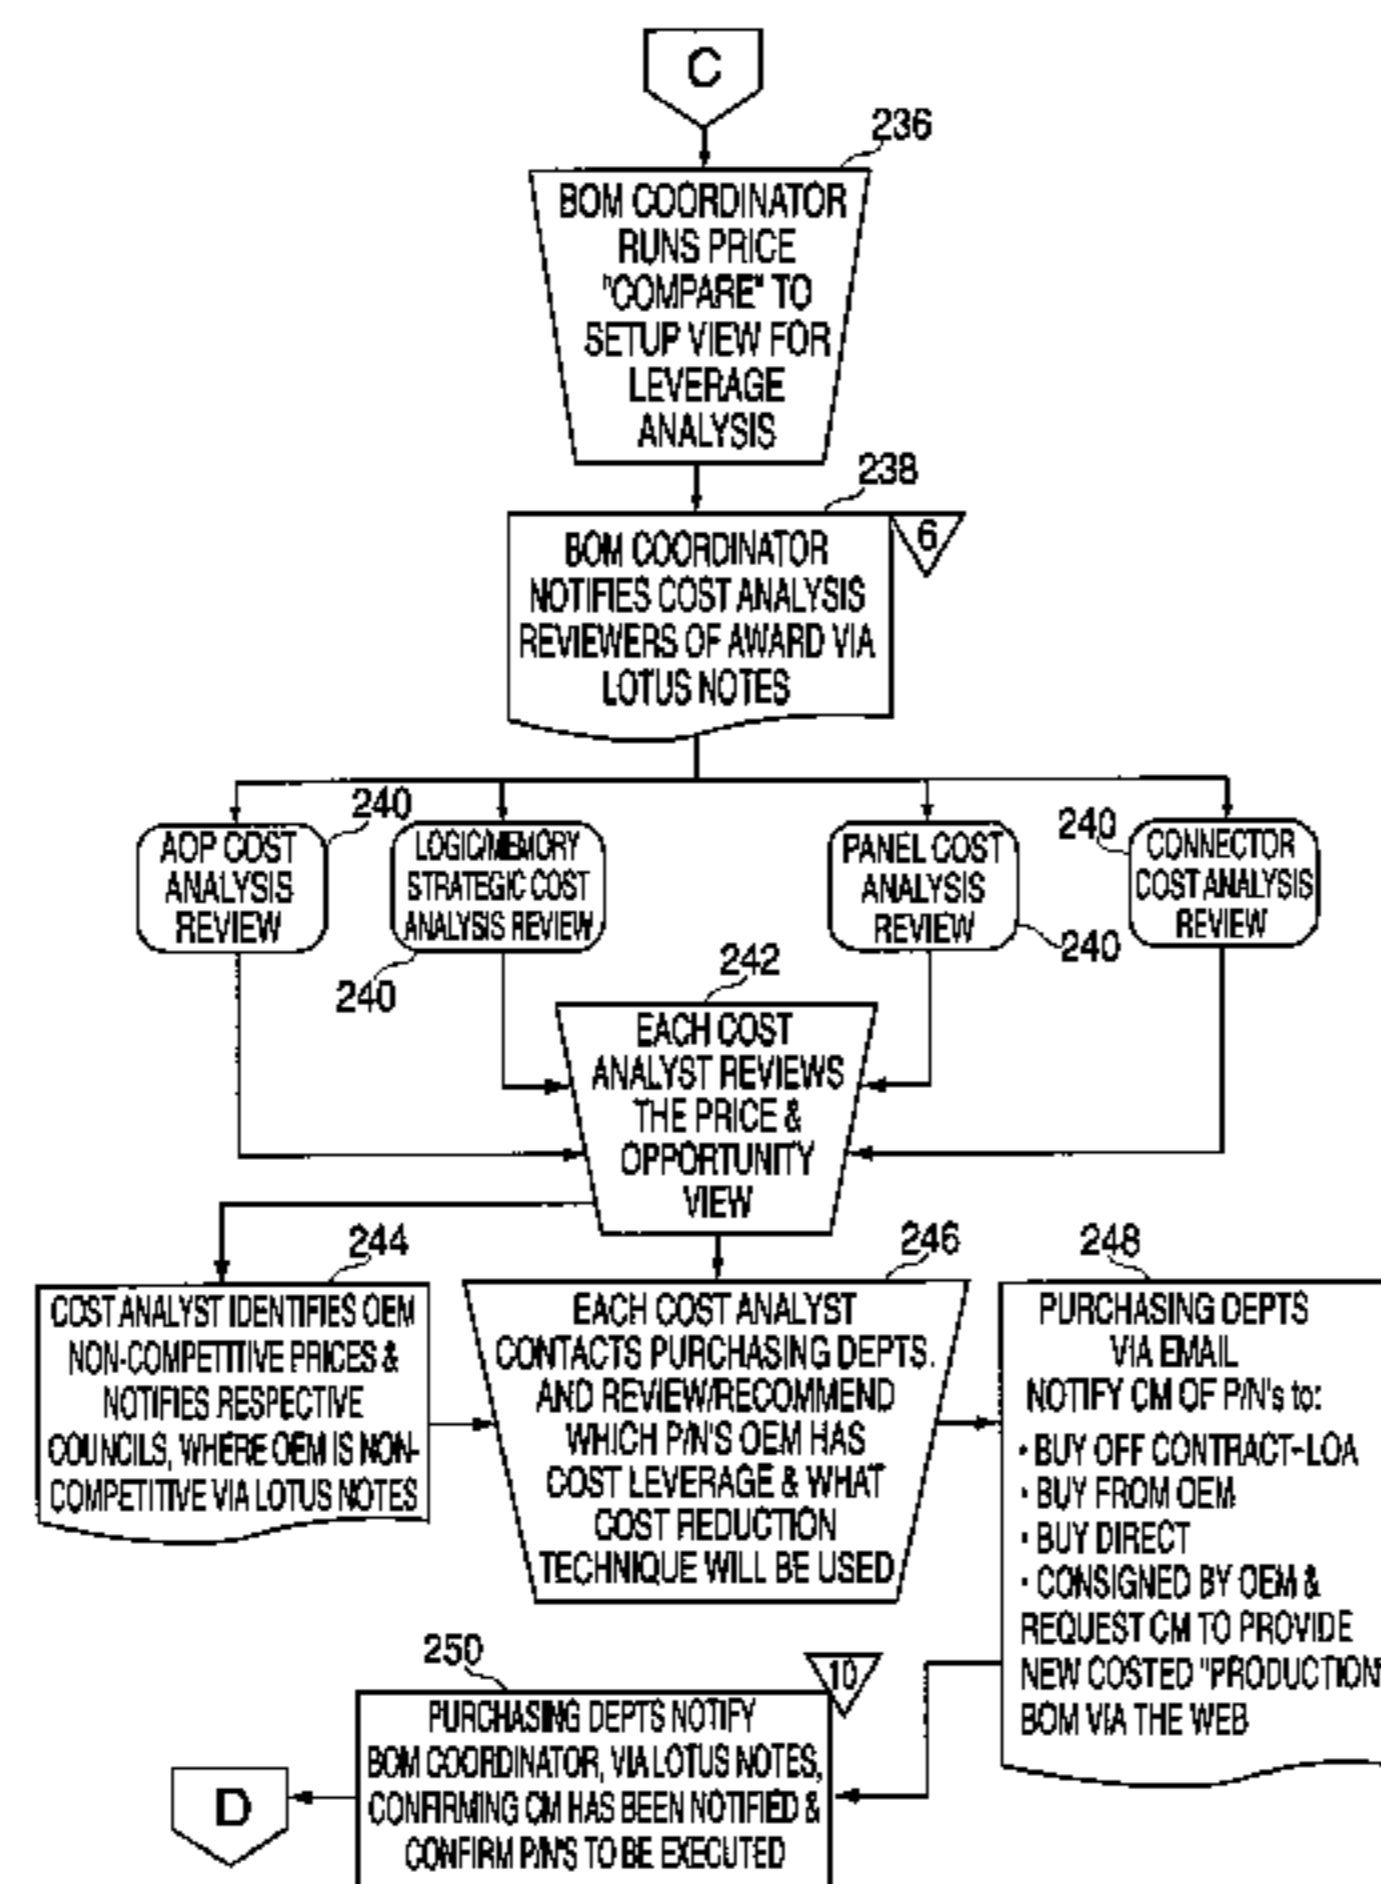 C
236
BOM COORDINATOR
RUNS PRICE
"COMPARE" TO
SETUP VIEW FOR
LEVERAGE
ANALYSIS
238
6
BOM COORDINATOR
NOTIFIES COST ANALYSIS
REVIEWERS OF AWARD VIA
LOTUS NOTES
240
AOP COST
ANALYSIS
REVIEW
LOGIC/MEMORY
STRATEGIC COST
ANALYSIS REVIEW
240
PANEL COST
ANALYSIS
REVIEW
240
240
CONNECTOR
COST ANALYSIS
REVIEW
242
EACH COST
ANALYST REVIEWS
THE PRICE &
OPPORTUNITY
VIEW
244
COST ANALYST IDENTIFIES OEM
NON-COMPETITIVE PRICES &
NOTIFIES RESPECTIVE
COUNCILS, WHERE OEM IS NON-
COMPETITIVE VIA LOTUS NOTES
246
EACH COST ANALYST
CONTACTS PURCHASING DEPTS.
AND REVIEW/RECOMMEND
WHICH P/N'S OEM HAS
COST LEVERAGE & WHAT
COST REDUCTION
TECHNIQUE WILL BE USED
248
PURCHASING DEPTS
VIA EMAIL
NOTIFY CM OF P/N's to:
• BUY OFF CONTRACT-LOA
• BUY FROM OEM
• BUY DIRECT
• CONSIGNED BY OEM &
REQUEST CM TO PROVIDE
NEW COSTED "PRODUCTION"
BOM VIA THE WEB
250
10
PURCHASING DEPTS NOTIFY
BOM COORDINATOR, VIA LOTUS NOTES,
CONFIRMING CM HAS BEEN NOTIFIED &
CONFIRM P/N'S TO BE EXECUTED
D